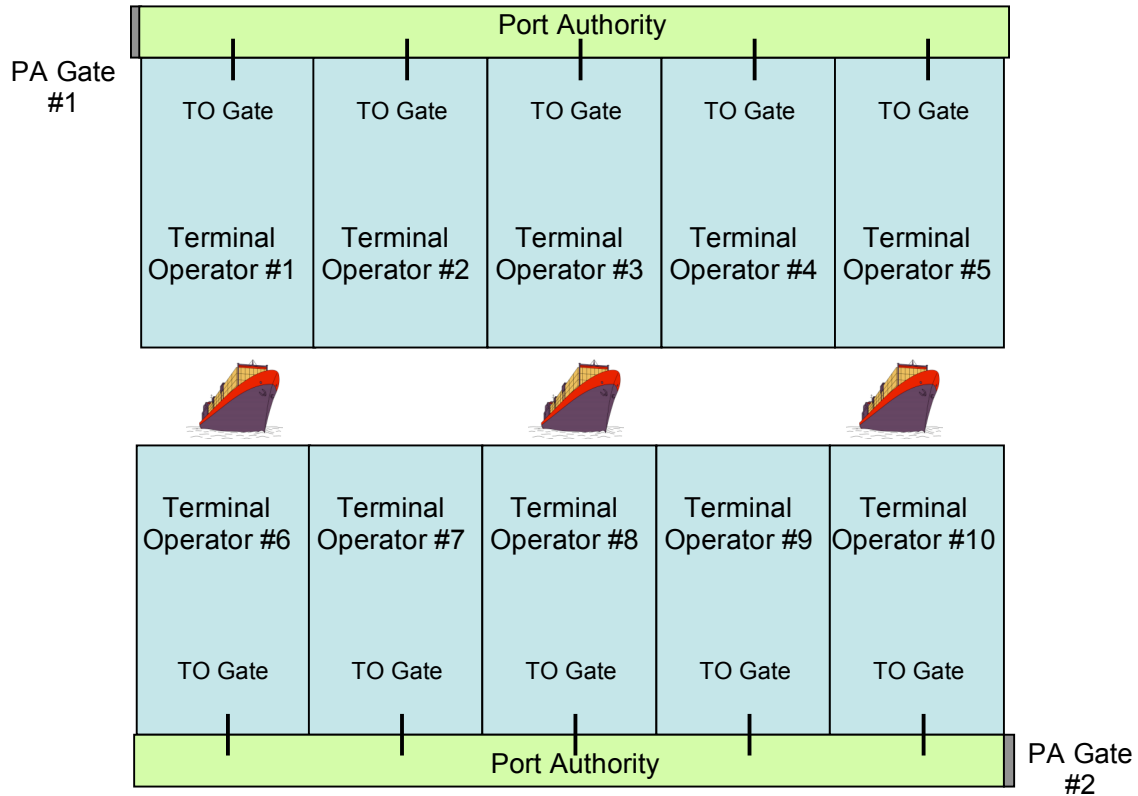 Port Authority
PA Gate
#1
TO Gate
TO Gate
TO Gate
TO Gate
TO Gate
Terminal
Operator #1
Terminal
Operator #2
Terminal
Operator #3
Terminal
Operator #4
Terminal
Operator #5
Terminal
Operator #6
Terminal
Operator #7
Terminal
Operator #8
Terminal
Operator #9
Terminal
Operator #10
TO Gate
TO Gate
TO Gate
TO Gate
TO Gate
Port Authority
PA Gate
#2